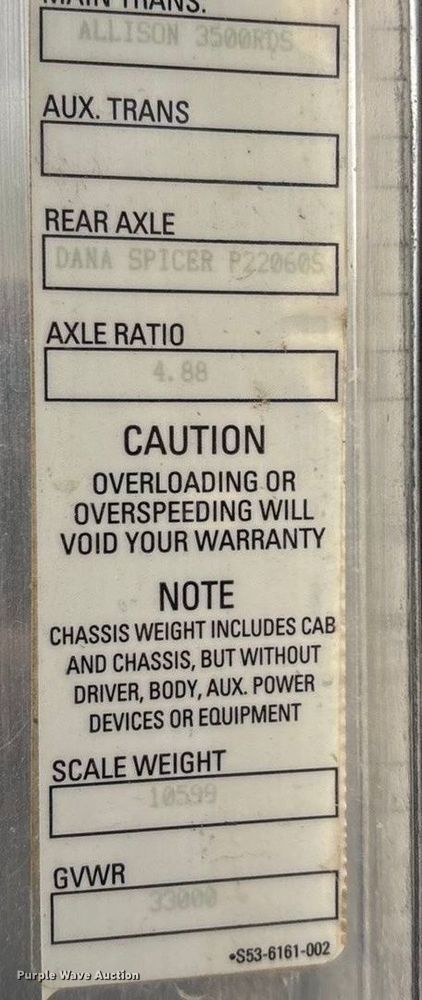 MAIN TRANS.
ALLISON 3500RDS
AUX. TRANS
REAR AXLE
DANA SPICER P22060S
AXLE RATIO
4.88
CAUTION
OVERLOADING OR
OVERSPEEDING WILL
VOID YOUR WARRANTY
NOTE
CHASSIS WEIGHT INCLUDES CAB
AND CHASSIS, BUT WITHOUT
DRIVER, BODY, AUX. POWER
DEVICES OR EQUIPMENT
SCALE WEIGHT
10599
GVWR
33000
•S53-6161-002
Purple Wave Auction